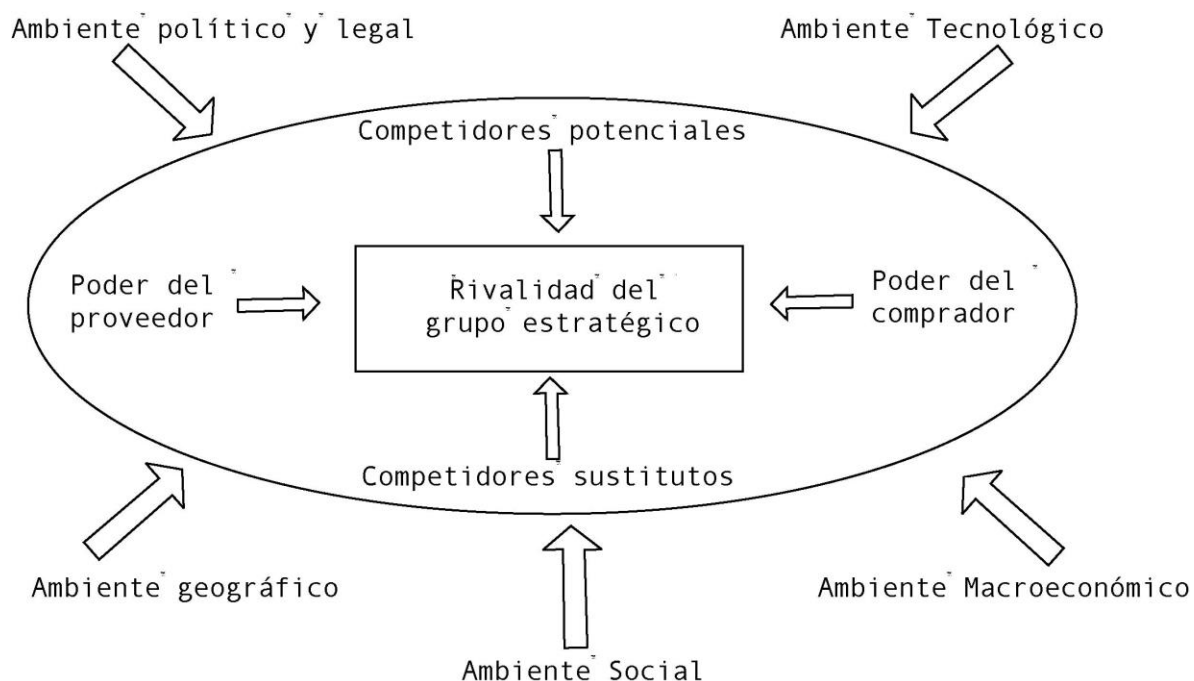 Ambiente político y legal
Ambiente Tecnológico
Competidores potenciales
Poder del
proveedor
Rivalidad del
grupo estratégico
Poder del
comprador
Competidores sustitutos
Ambiente geográfico
Ambiente Macroeconómico
Ambiente Social